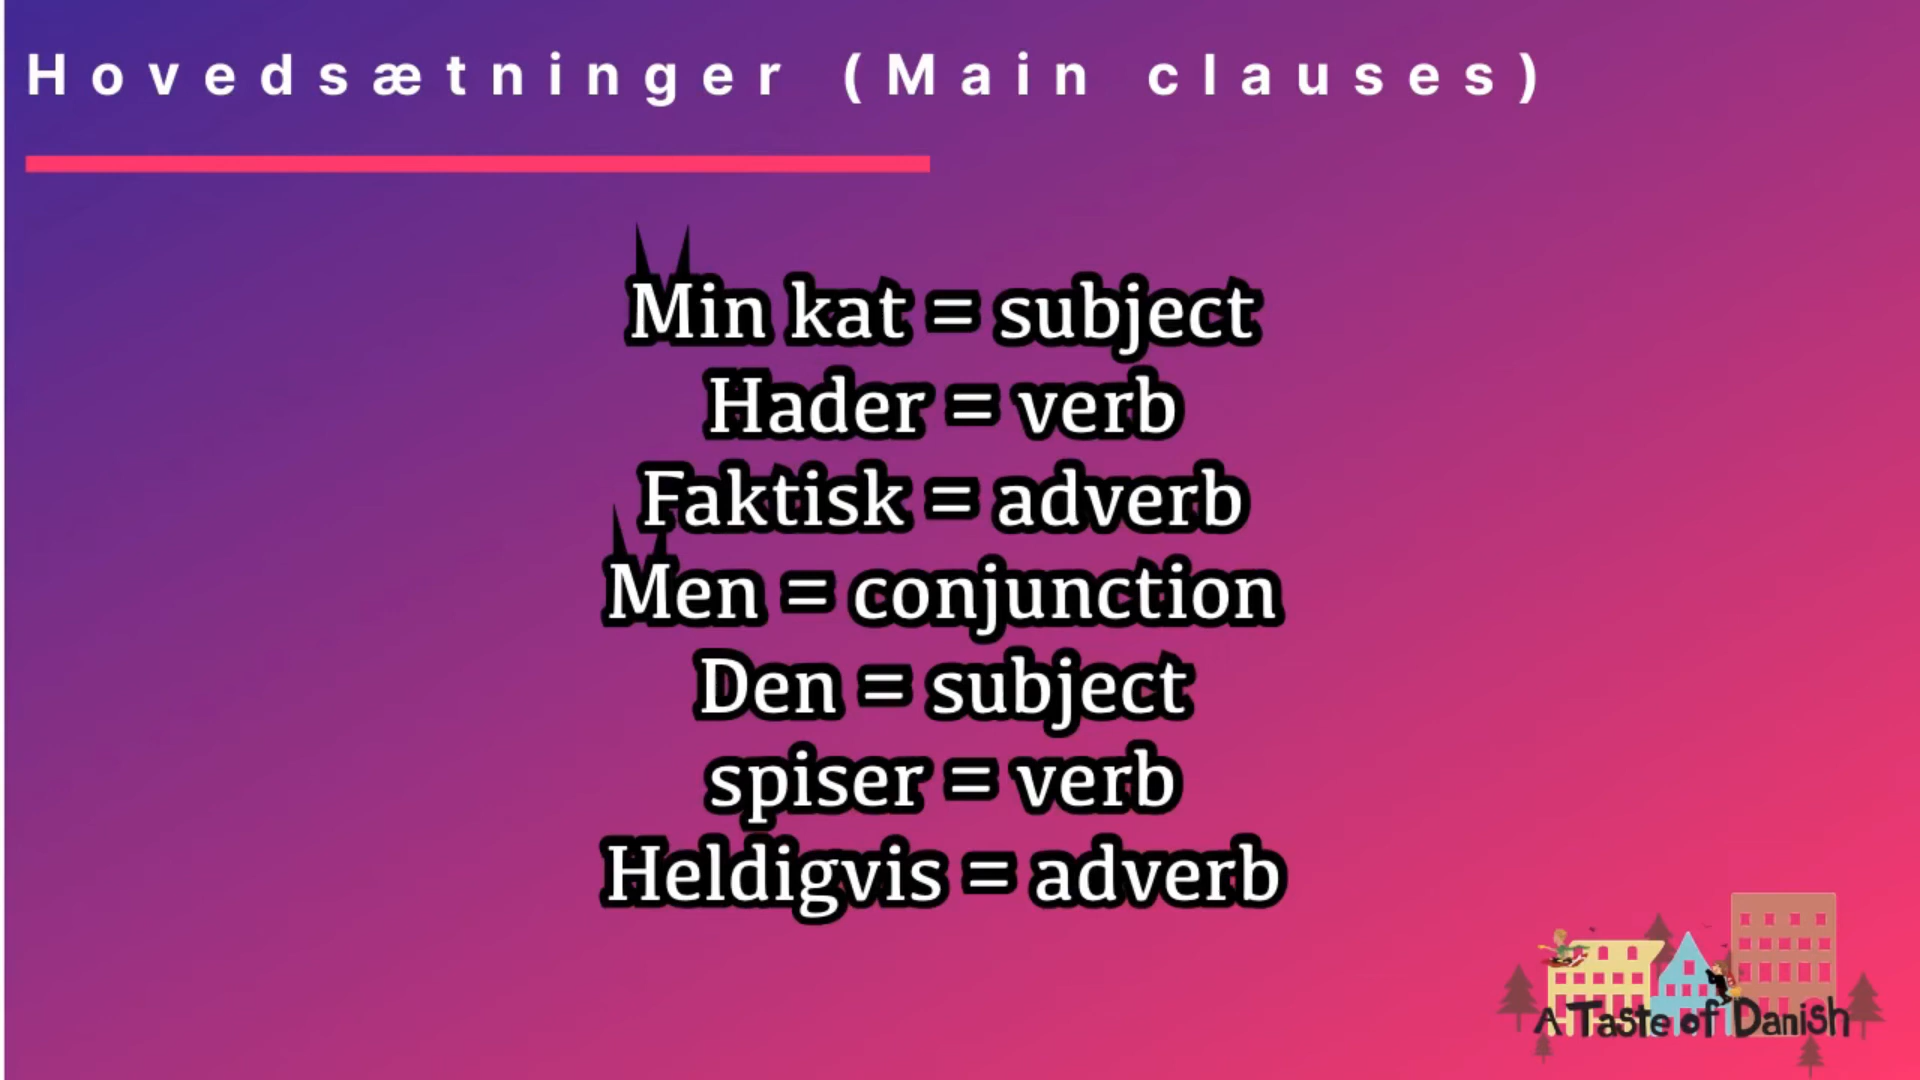 Hovedsætninger (Main clauses)
Min kat = subject
Hader = verb
Faktisk = adverb
Men = conjunction
Den = subject
spiser = verb
Heldigvis = adverb
A Taste of Danish